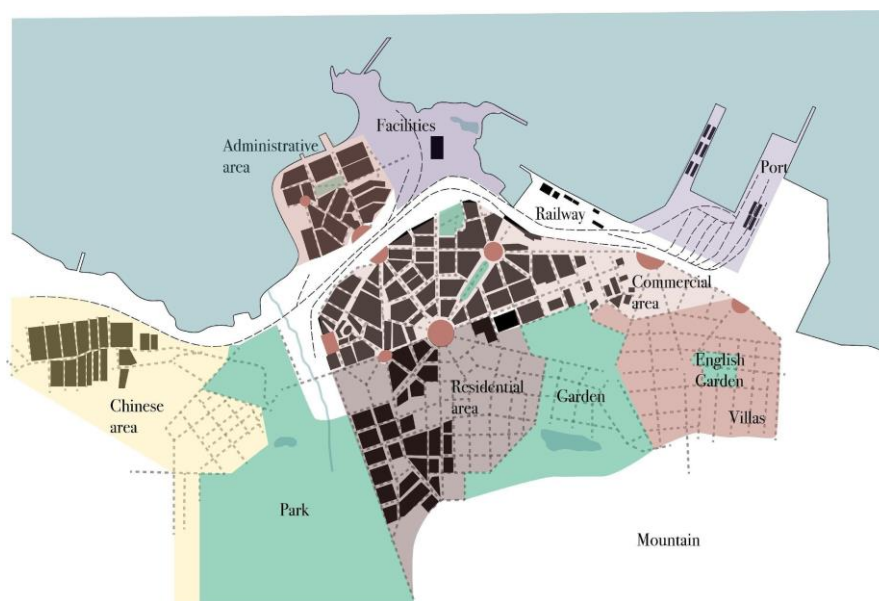 Facilities
Administrative
area
Port
Railway
Commercial
area
English
Garden
Residential
area
Garden
Chinese
area
Villas
Park
Mountain